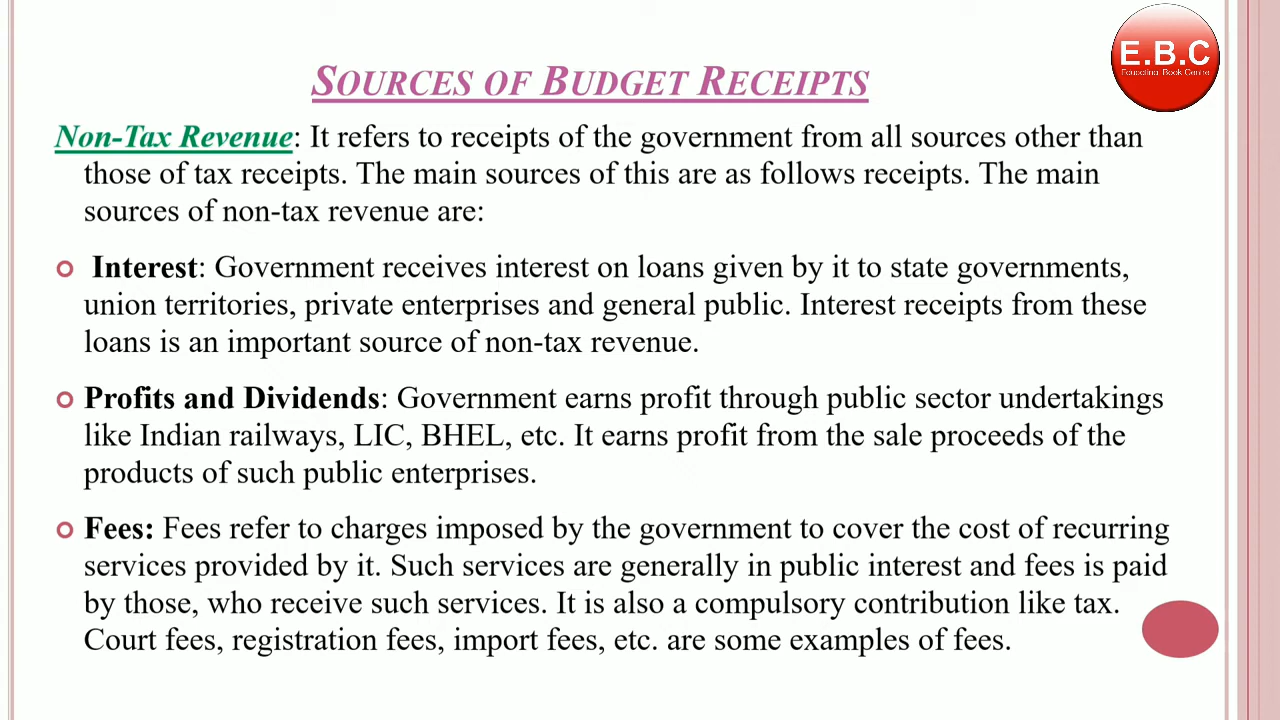 SOURCES OF BUDGET RECEIPTS
E.B.C
Educational Book Centre
Non-Tax Revenue: It refers to receipts of the government from all sources other than
those of tax receipts. The main sources of this are as follows receipts. The main
sources of non-tax revenue are:
Interest: Government receives interest on loans given by it to state governments,
union territories, private enterprises and general public. Interest receipts from these
loans is an important source of non-tax revenue.
Profits and Dividends: Government earns profit through public sector undertakings
like Indian railways, LIC, BHEL, etc. It earns profit from the sale proceeds of the
products of such public enterprises.
Fees: Fees refer to charges imposed by the government to cover the cost of recurring
services provided by it. Such services are generally in public interest and fees is paid
by those, who receive such services. It is also a compulsory contribution like tax.
Court fees, registration fees, import fees, etc. are some examples of fees.